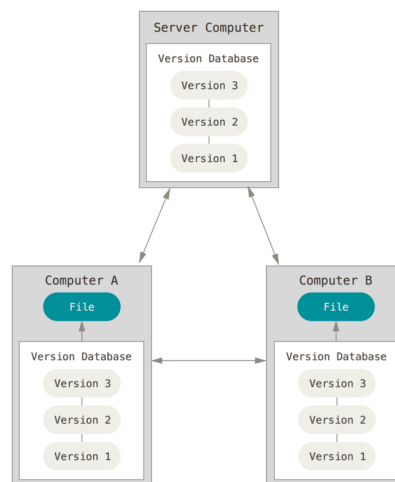 Server Computer
Version Database
Version 3
Version 2
Version 1
Computer A
File
Version Database
Version 3
Version 2
Version 1
Computer B
File
Version Database
Version 3
Version 2
Version 1